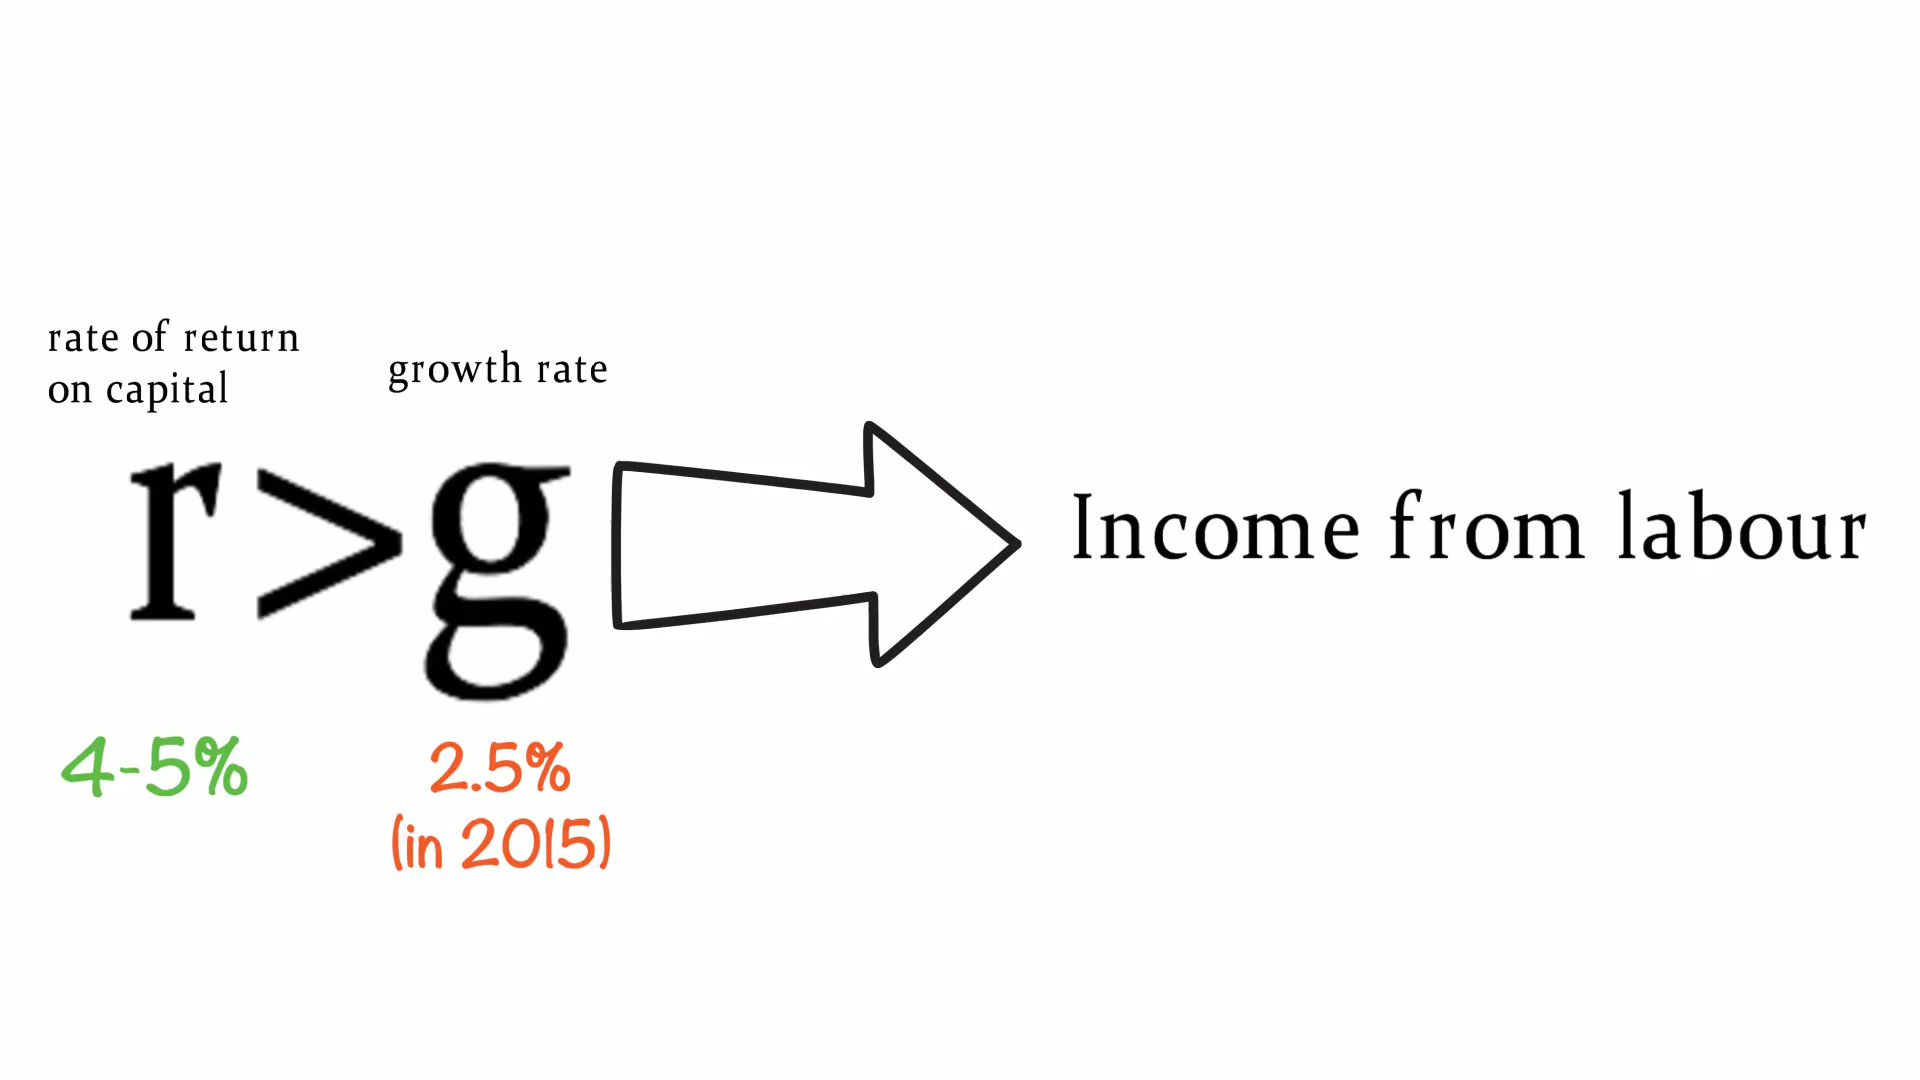 rate of return
on capital
growth rate
r>g
Income from labour
4-5%
2.5%
(in 2015)